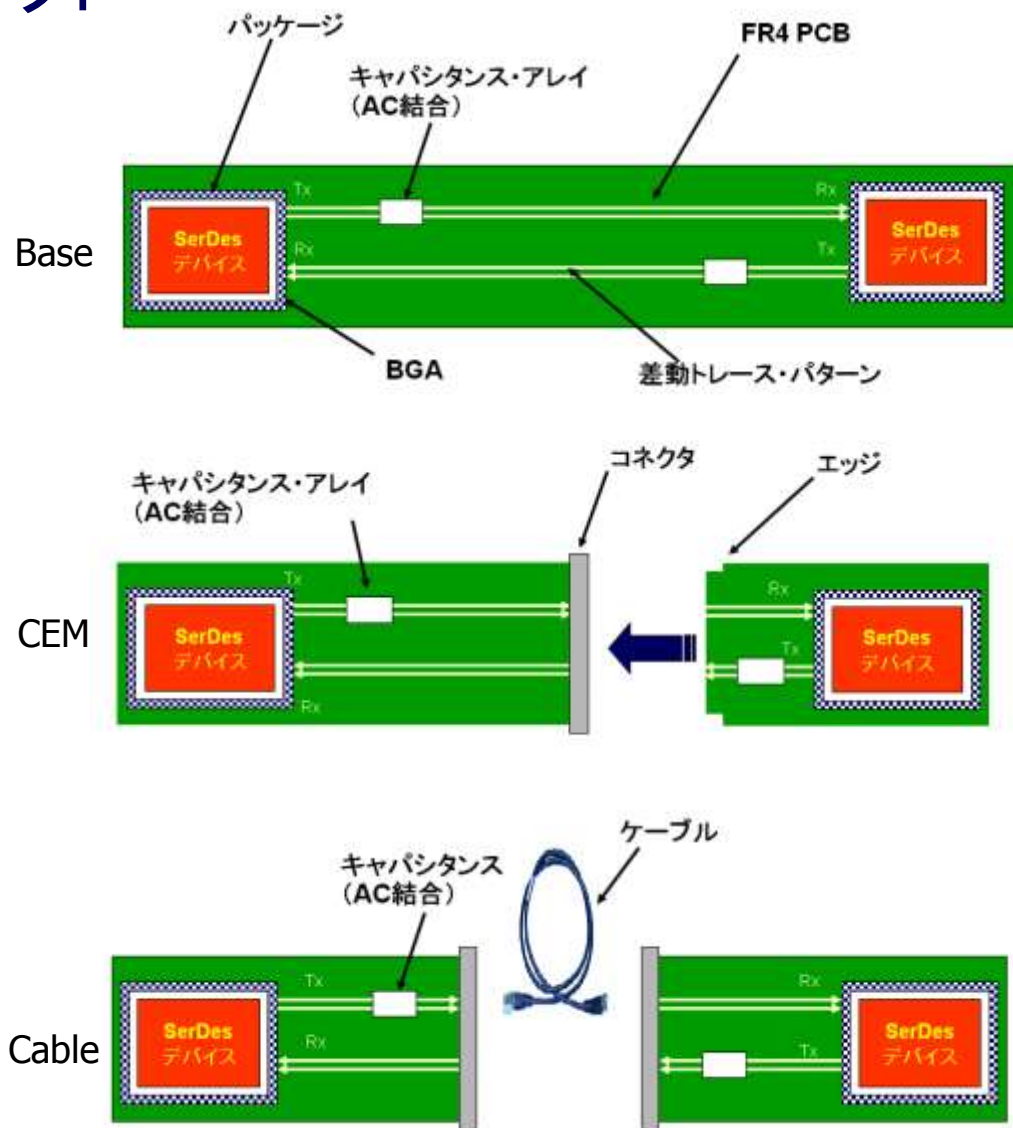 パッケージ
FR4 PCB
キャパシタンス・アレイ
(AC結合)
Base
Tx
Rx
SerDes
デバイス
Rx
Tx
SerDes
デバイス
BGA
差動トレース・パターン
コネクタ
エッジ
キャパシタンス・アレイ
(AC結合)
CEM
Tx
Rx
SerDes
デバイス
Rx
Tx
SerDes
デバイス
ケーブル
キャパシタンス
(AC結合)
Cable
Tx
Rx
SerDes
デバイス
Rx
Tx
SerDes
デバイス